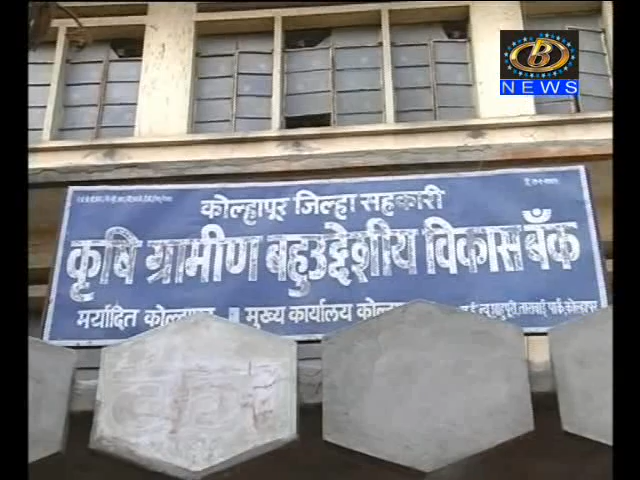 B
NEWS
कोल्हापूर जिल्हा सहकारी
कृषि ग्रामीण बहुउद्देशीय विकास बँक
मर्यादित कोल्हापूर मुख्य कार्यालय न्यू शाहुपुरी, ताराबाई पार्क, कोल्हापूर